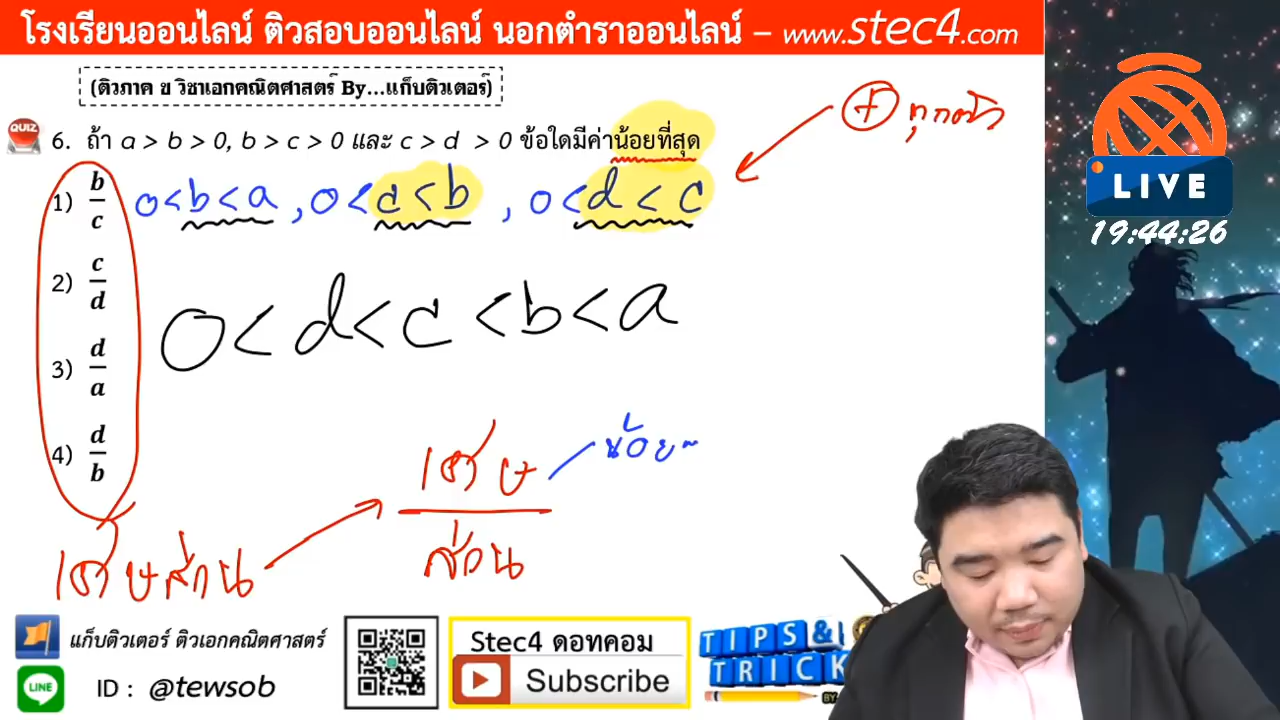 โรงเรียนออนไลน์ ติวสอบออนไลน์ นอกตำราออนไลน์ – www.stec4.com
(ติวภาค ข วิชาเอกคณิตศาสตร์ By...แก็บติวเตอร์)
+ ทุกตัว
QUIZ
6. ถ้า a > b > 0, b > c > 0 และ c > d > 0 ข้อใดมีค่าน้อยที่สุด
LIVE
19:44:26
1) b/c
0 < b < a , 0 < c < b , 0 < d < c
2) c/d
0 < d < c < b < a
3) d/a
4) d/b
เศษ
น้อย
ส่วน
เศษส่วน
แก็บติวเตอร์ ติวเอกคณิตศาสตร์
Stec4 ดอทคอม
TIPS &
TRICK
LINE
ID : @tewsob
Subscribe